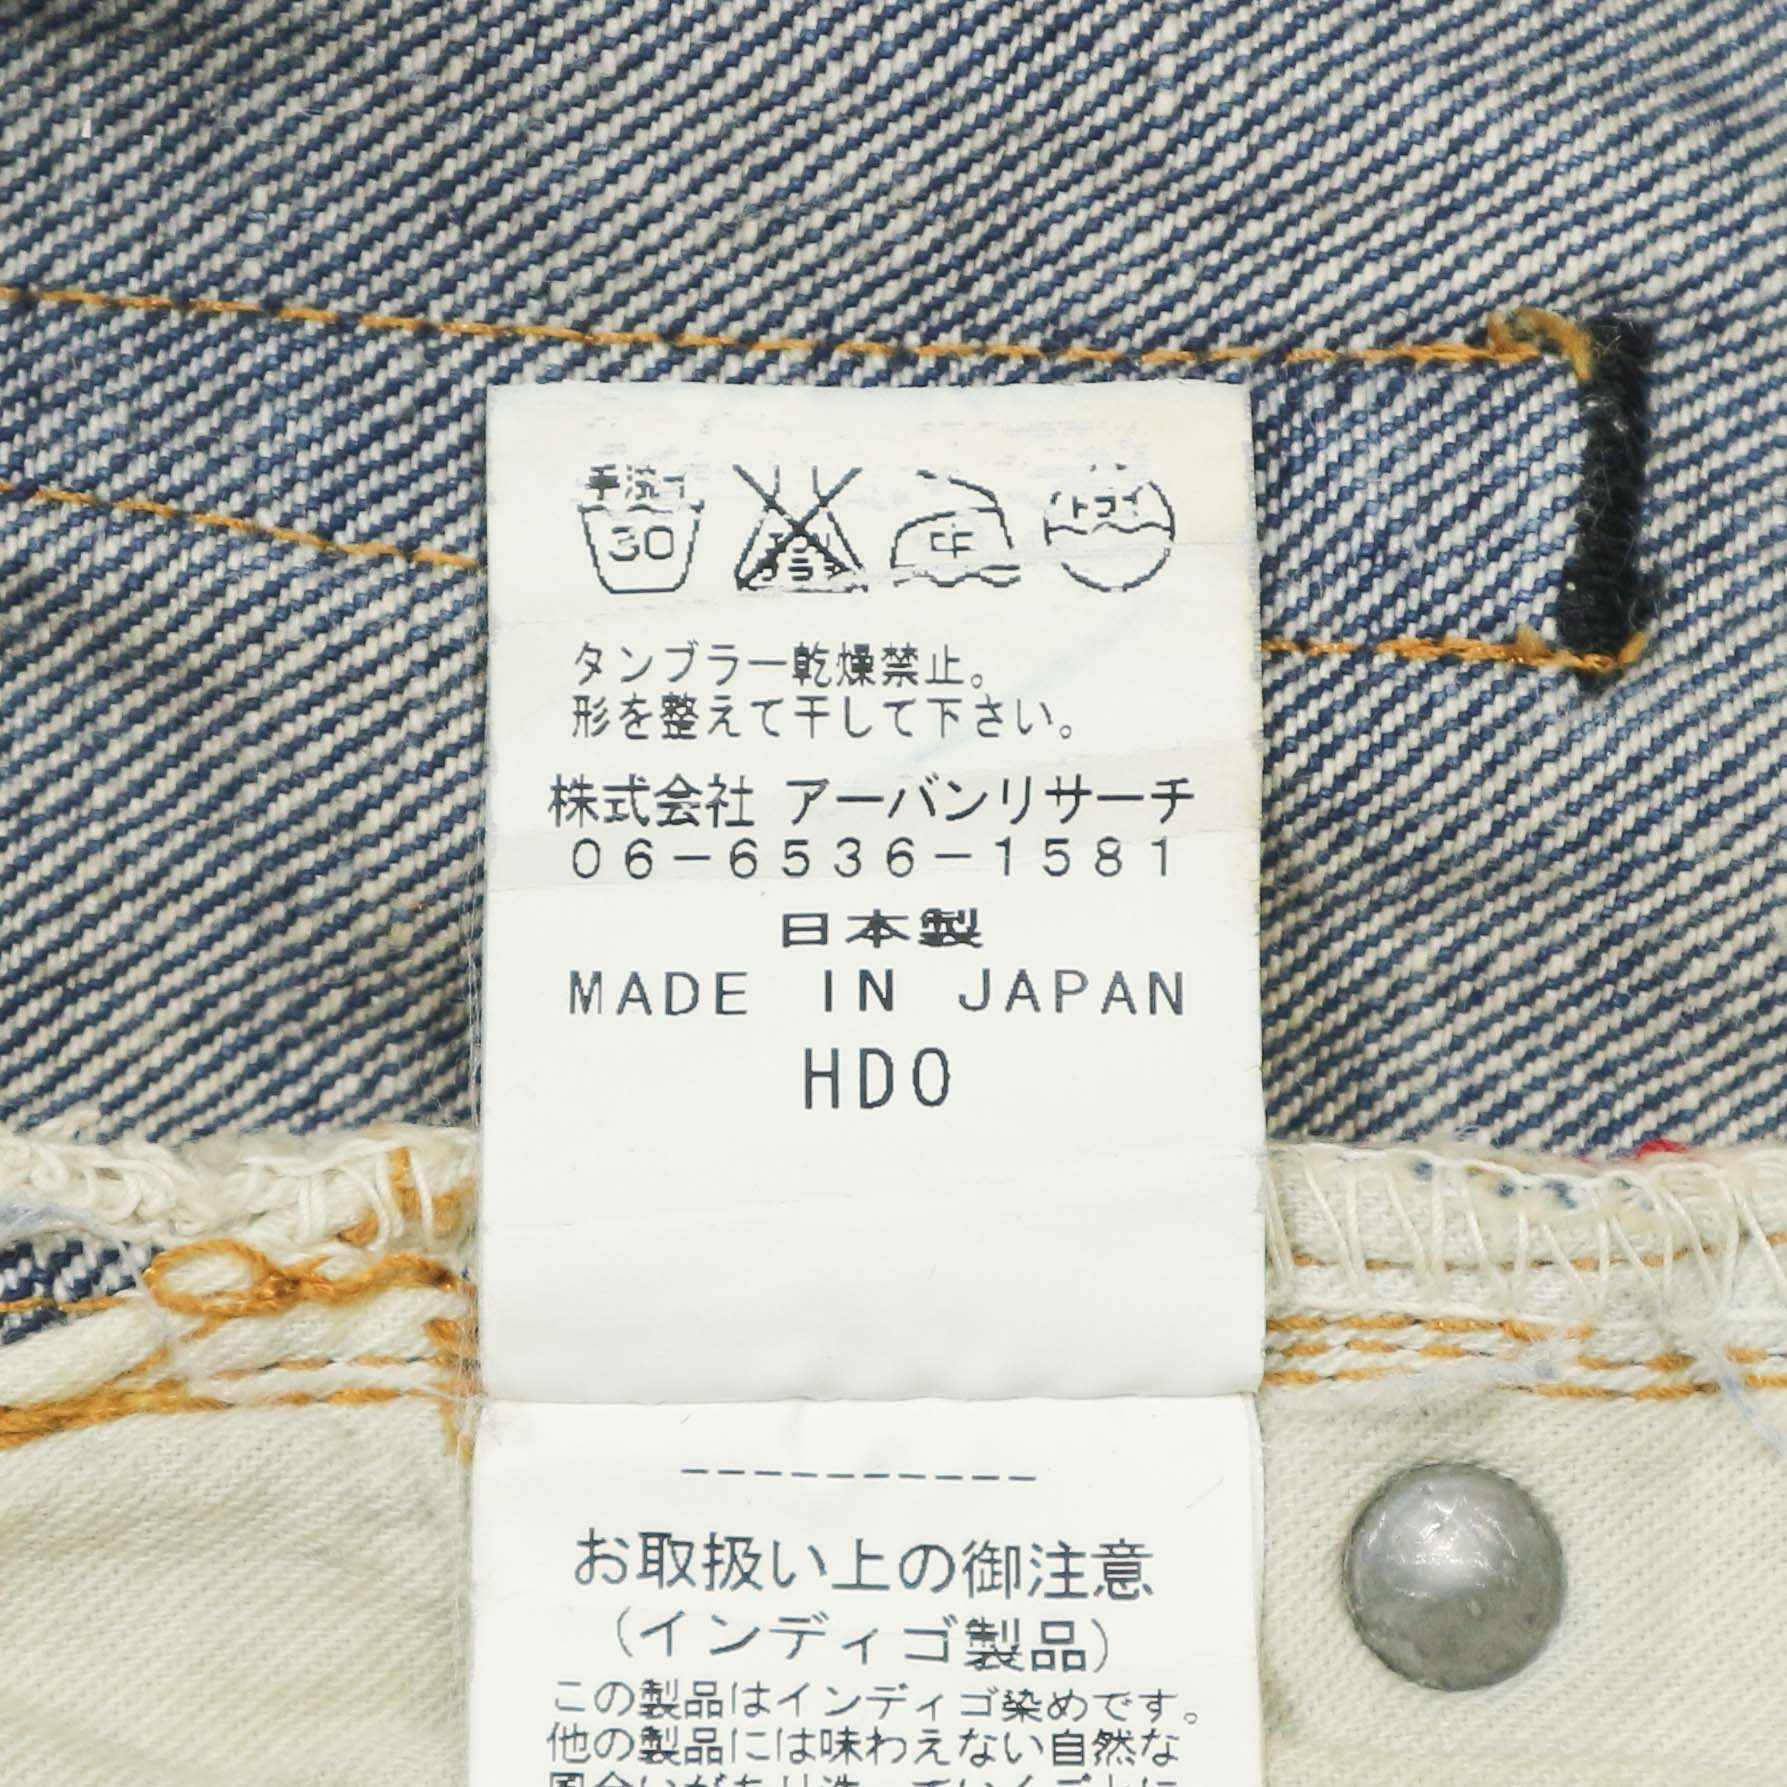 手洗イ
30
中
ドライ
タンブラー乾燥禁止。
形を整えて干して下さい。
株式会社 アーバンリサーチ
06-6536-1581
日本製
MADE IN JAPAN
HD0
お取扱い上の御注意
(インディゴ製品)
この製品はインディゴ染めです。
他の製品には味わえない自然な